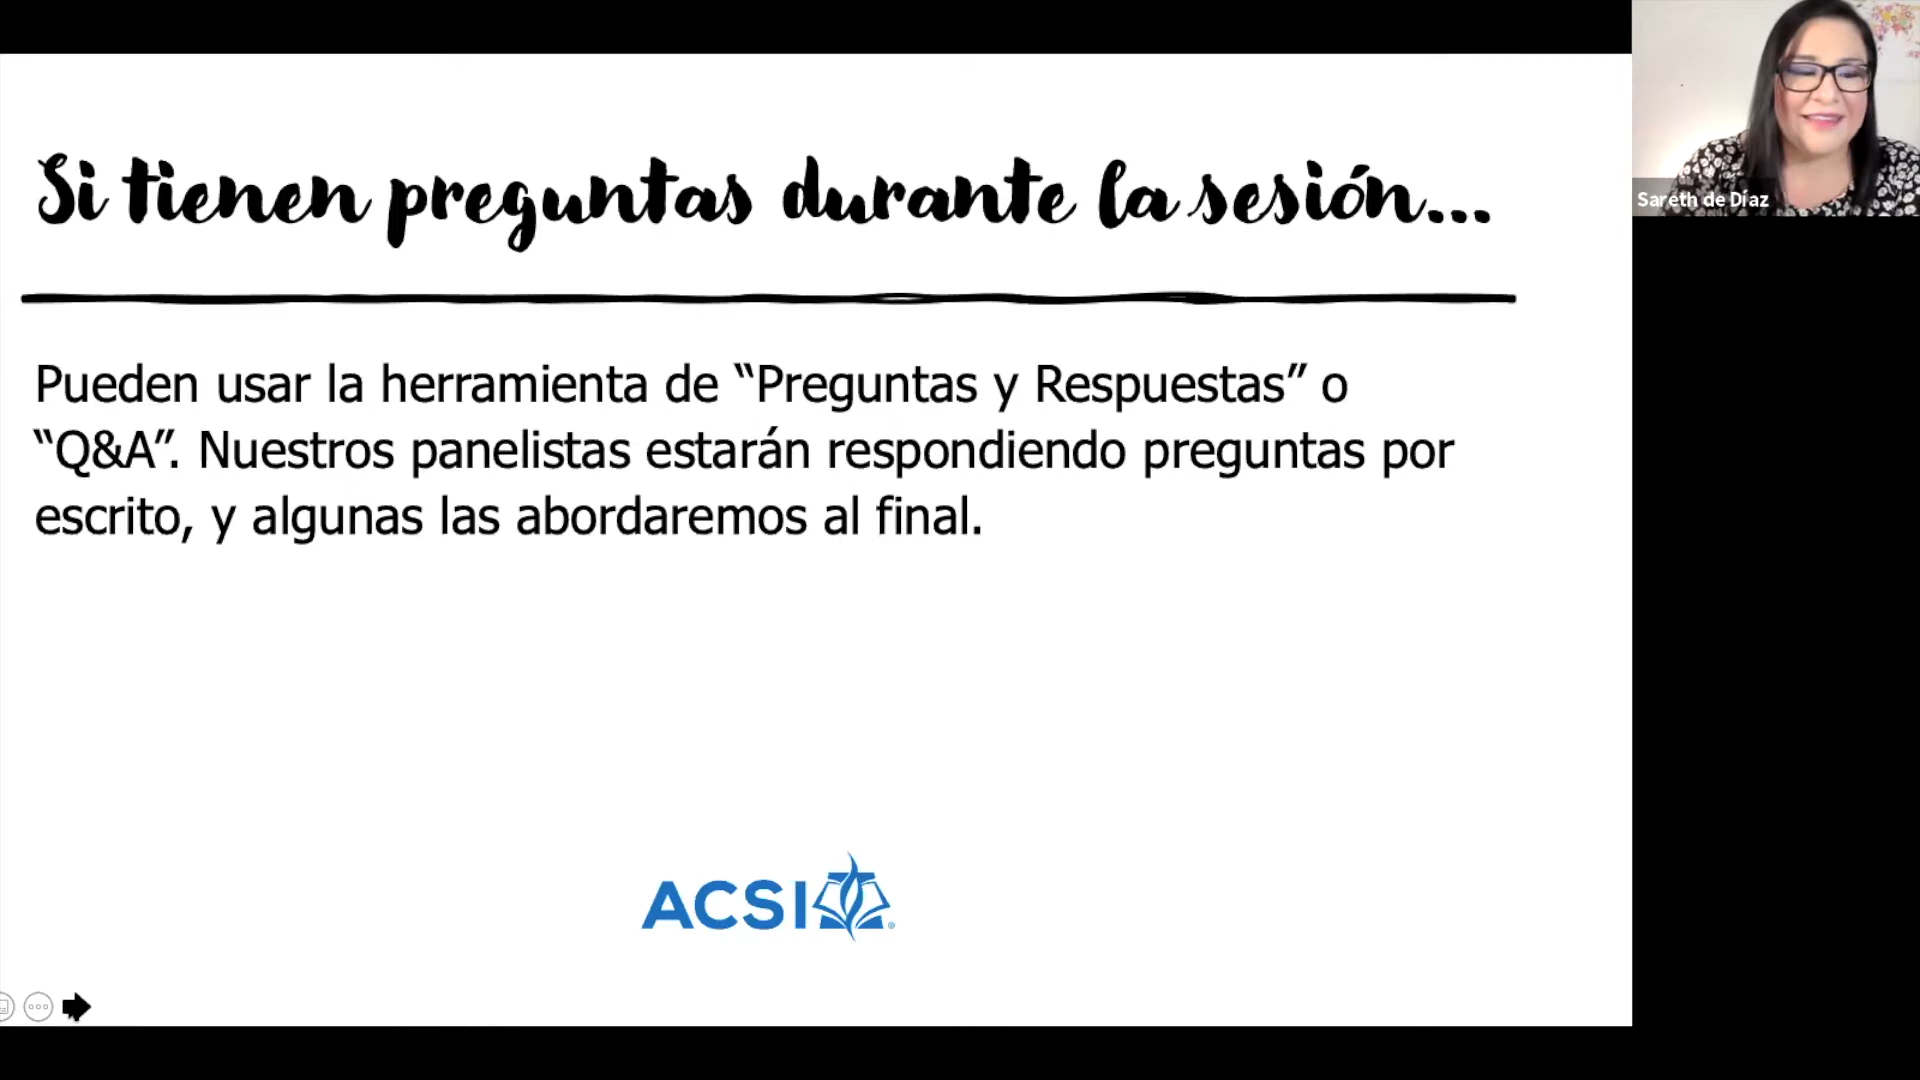 Si tienen preguntas durante la sesión...
Pueden usar la herramienta de “Preguntas y Respuestas” o
“Q&A”. Nuestros panelistas estarán respondiendo preguntas por
escrito, y algunas las abordaremos al final.
ACSI®
Sareth de Díaz